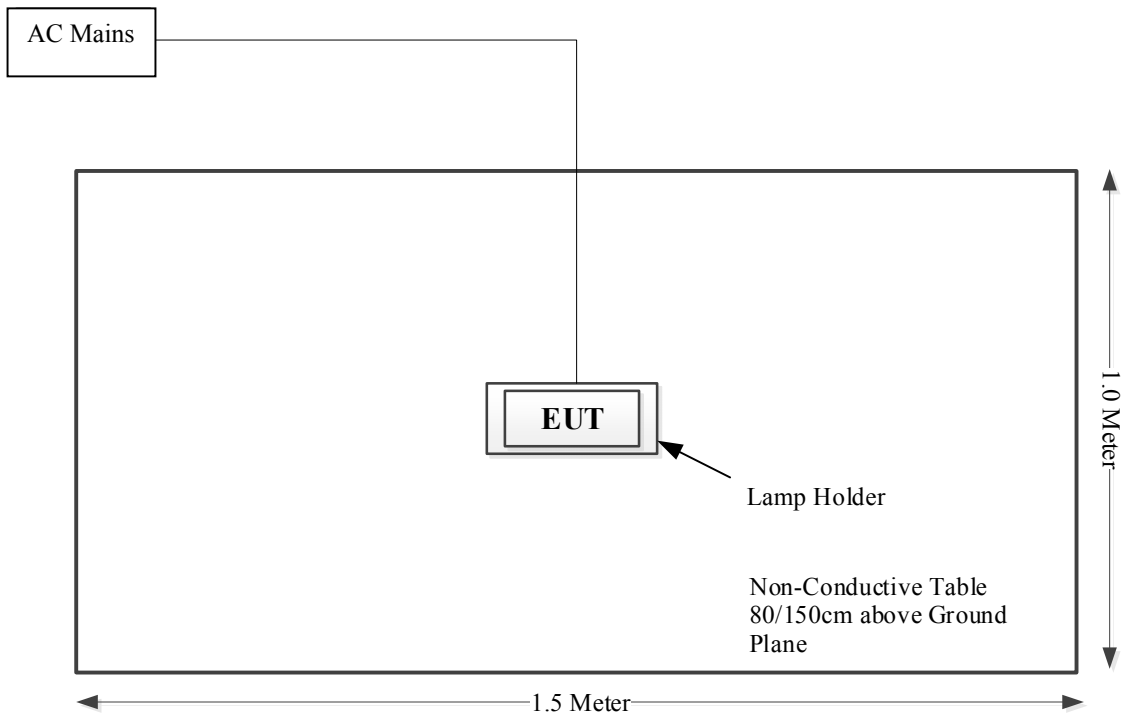 AC Mains
EUT
1.0 Meter
Lamp Holder
Non-Conductive Table
80/150cm above Ground
Plane
1.5 Meter